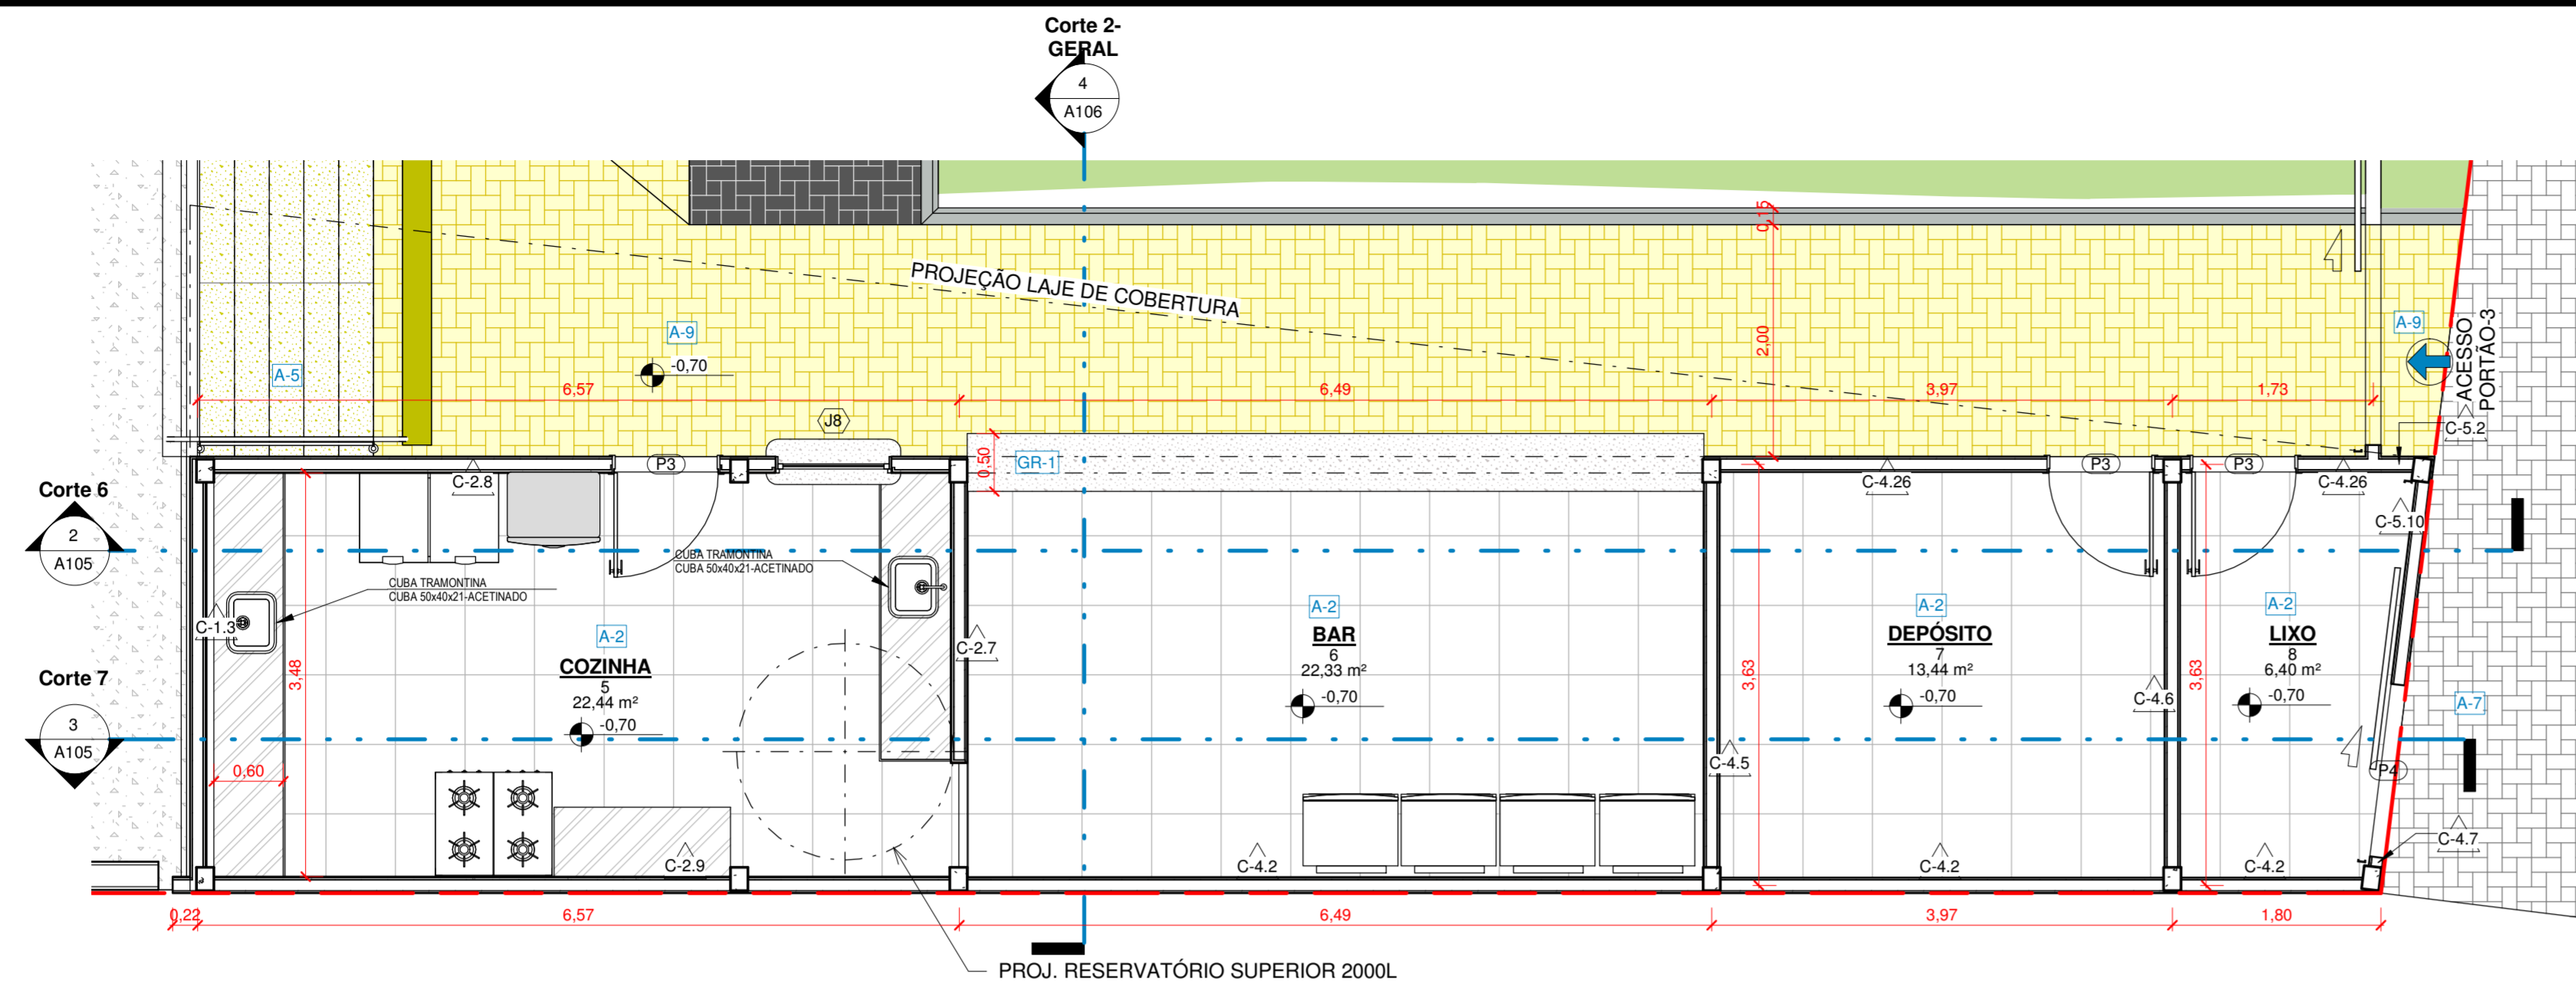 Corte 2-
GERAL
4
A106
PROJEÇÃO LAJE DE COBERTURA
0,15
2,00
A-9
-0,70
A-5
A-9
ACESSO
PORTÃO-3
6,57
6,49
3,97
1,73
J8
C-5.2
P3
0,50
GR-1
P3
P3
C-2.8
C-4.26
C-4.26
C-5.10
Corte 6
2
A105
CUBA TRAMONTINA
CUBA 50x40x21-ACETINADO
CUBA TRAMONTINA
CUBA 50x40x21-ACETINADO
C-1.3
A-2
COZINHA
5
22,44 m²
-0,70
3,48
C-2.7
A-2
BAR
6
22,33 m²
-0,70
A-2
DEPÓSITO
7
13,44 m²
-0,70
3,63
C-4.6
A-2
LIXO
8
6,40 m²
-0,70
3,63
A-7
Corte 7
3
A105
0,60
C-4.5
P4
C-2.9
C-4.2
C-4.2
C-4.2
C-4.7
0,22
6,57
6,49
3,97
1,80
PROJ. RESERVATÓRIO SUPERIOR 2000L